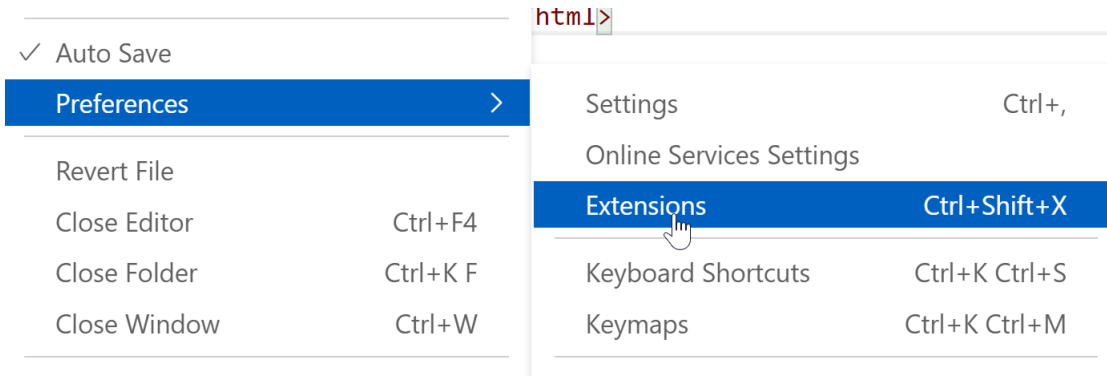 html>
Auto Save
Preferences
Revert File
Close Editor Ctrl+F4
Close Folder Ctrl+K F
Close Window Ctrl+W
Settings Ctrl+,
Online Services Settings
Extensions Ctrl+Shift+X
Keyboard Shortcuts Ctrl+K Ctrl+S
Keymaps Ctrl+K Ctrl+M